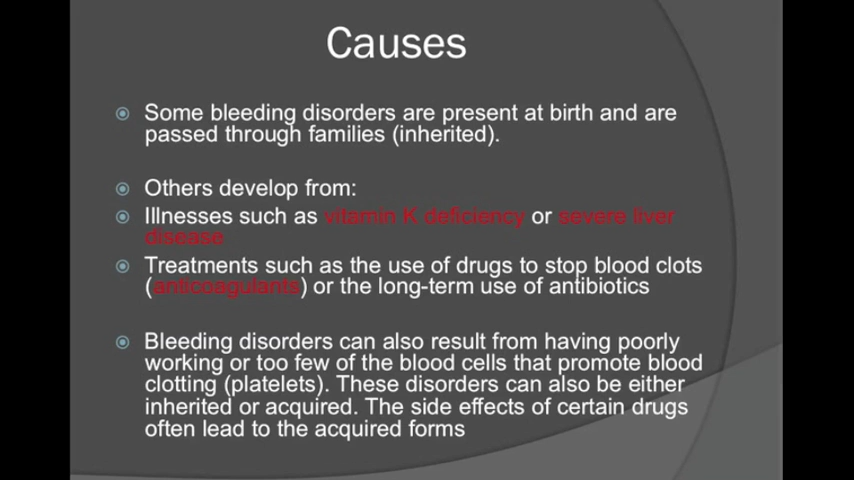 Causes
Some bleeding disorders are present at birth and are
passed through families (inherited).
Others develop from:
Illnesses such as vitamin K deficiency or severe liver
disease
Treatments such as the use of drugs to stop blood clots
(anticoagulants) or the long-term use of antibiotics
Bleeding disorders can also result from having poorly
working or too few of the blood cells that promote blood
clotting (platelets). These disorders can also be either
inherited or acquired. The side effects of certain drugs
often lead to the acquired forms